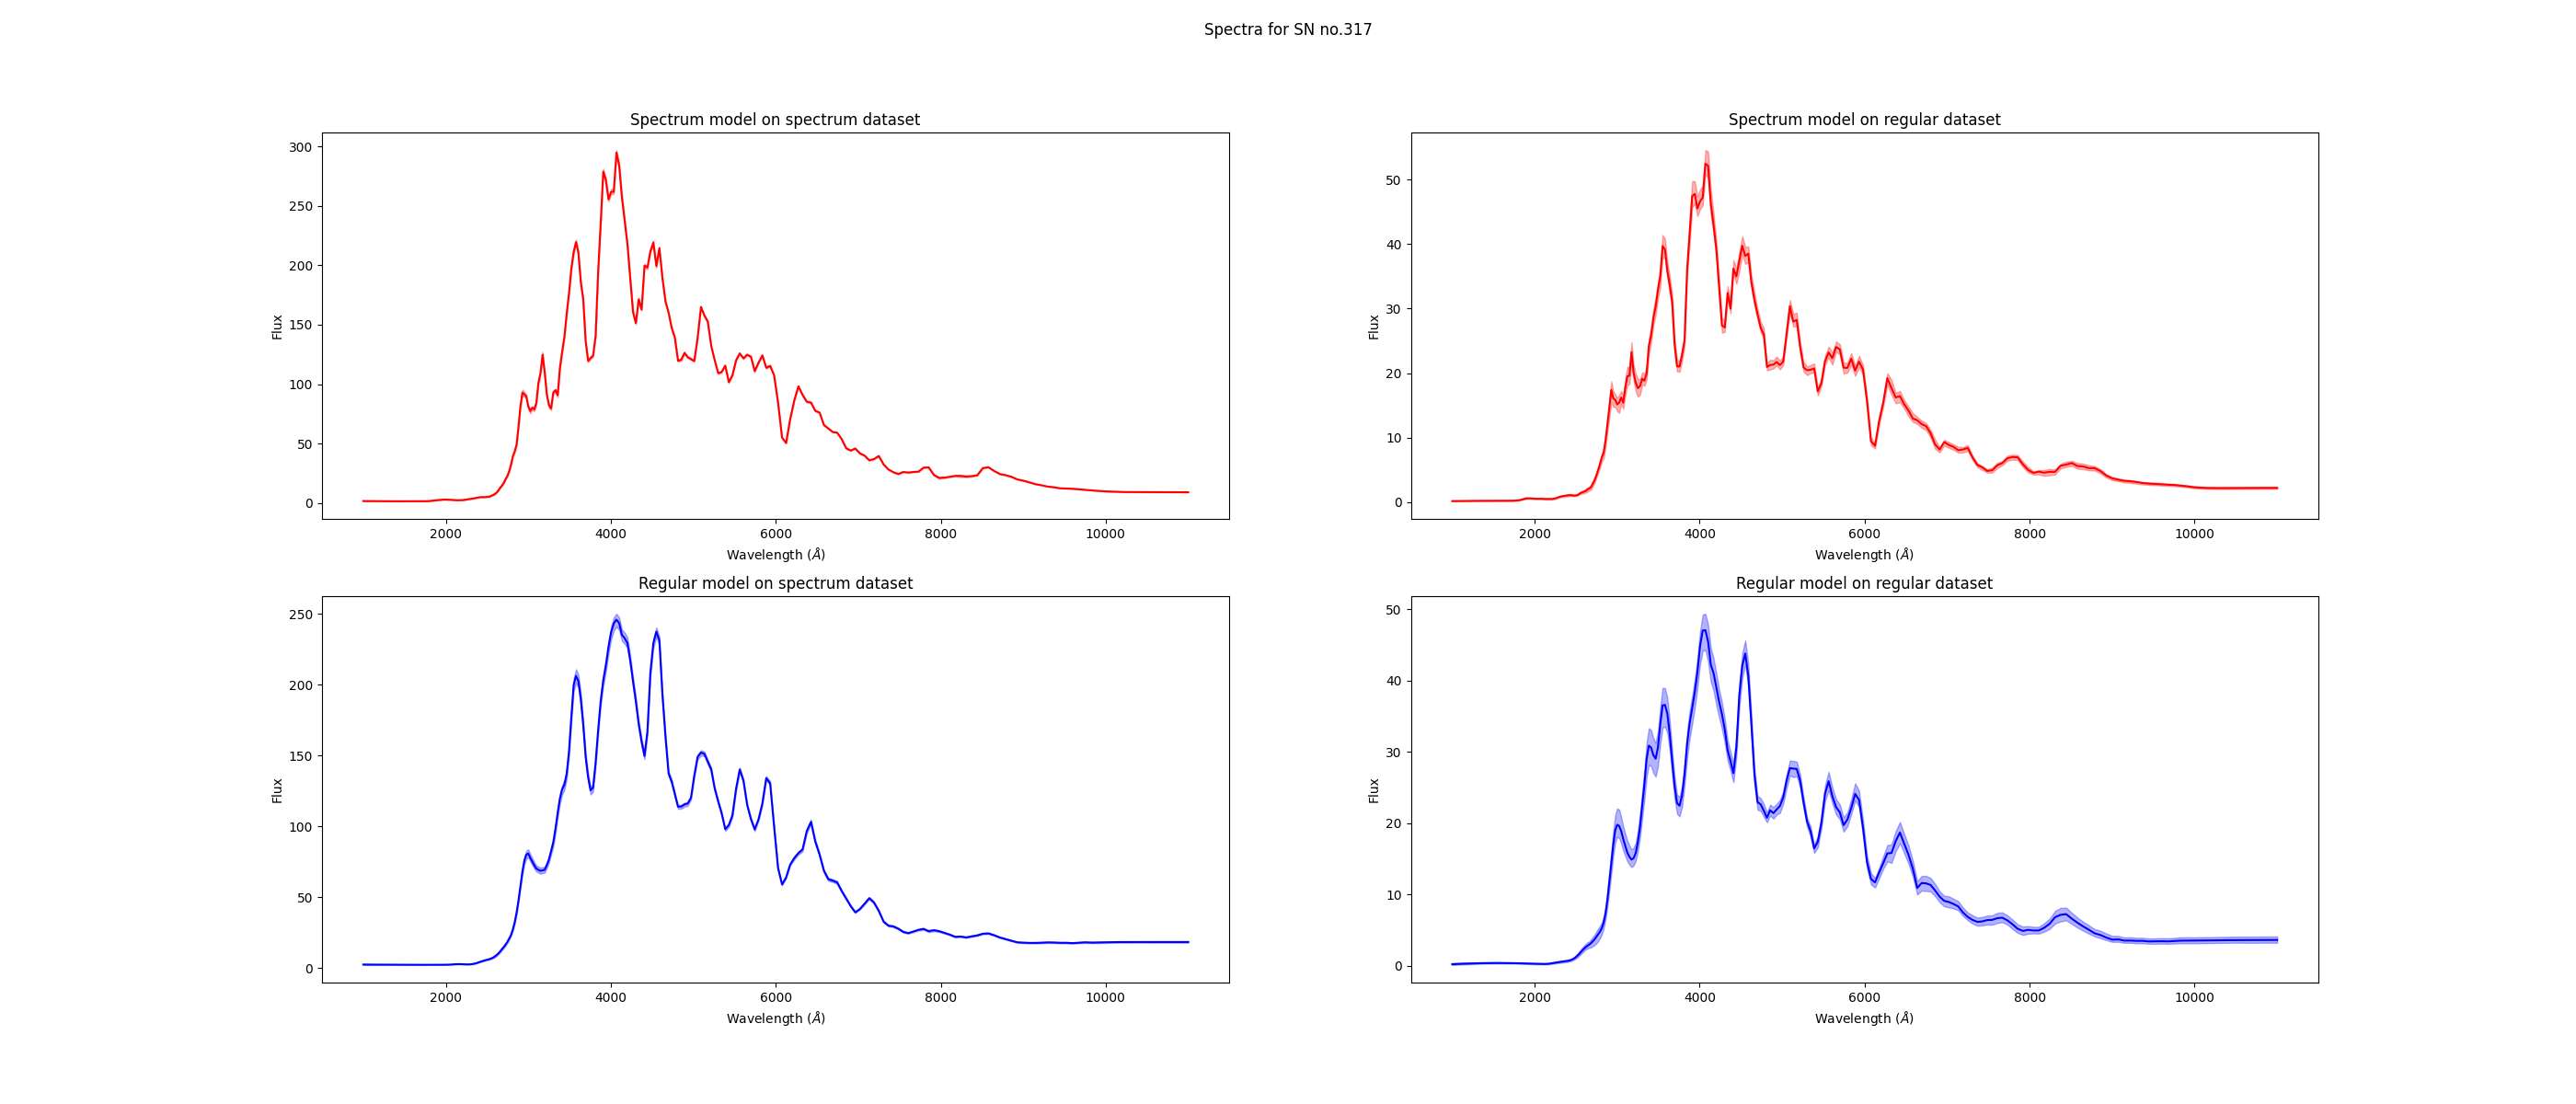 Spectra for SN no.317
Spectrum model on spectrum dataset
300
250
200
150
100
50
0
Flux
2000 4000 6000 8000 10000
Wavelength (Å)
Spectrum model on regular dataset
50
40
30
20
10
0
Flux
2000 4000 6000 8000 10000
Wavelength (Å)
Regular model on spectrum dataset
250
200
150
100
50
0
Flux
2000 4000 6000 8000 10000
Wavelength (Å)
Regular model on regular dataset
50
40
30
20
10
0
Flux
2000 4000 6000 8000 10000
Wavelength (Å)